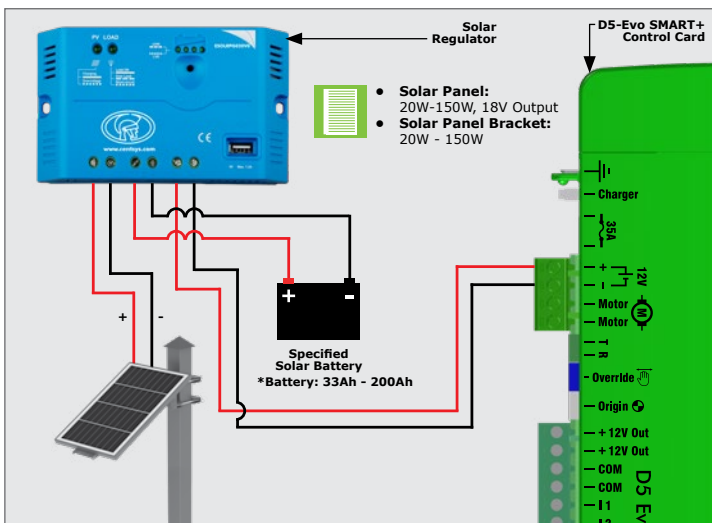 Solar
Regulator
D5-Evo SMART+
Control Card
PV LOAD
www.centsys.com
CE
• Solar Panel:
20W-150W, 18V Output
• Solar Panel Bracket:
20W - 150W
Charger
35A
+
-
12V
Motor
M
Motor
T
R
Override
Origin
+ 12V Out
+ 12V Out
COM
COM
I 1
D5 Ev
+ -
+ -
Specified
Solar Battery
*Battery: 33Ah - 200Ah